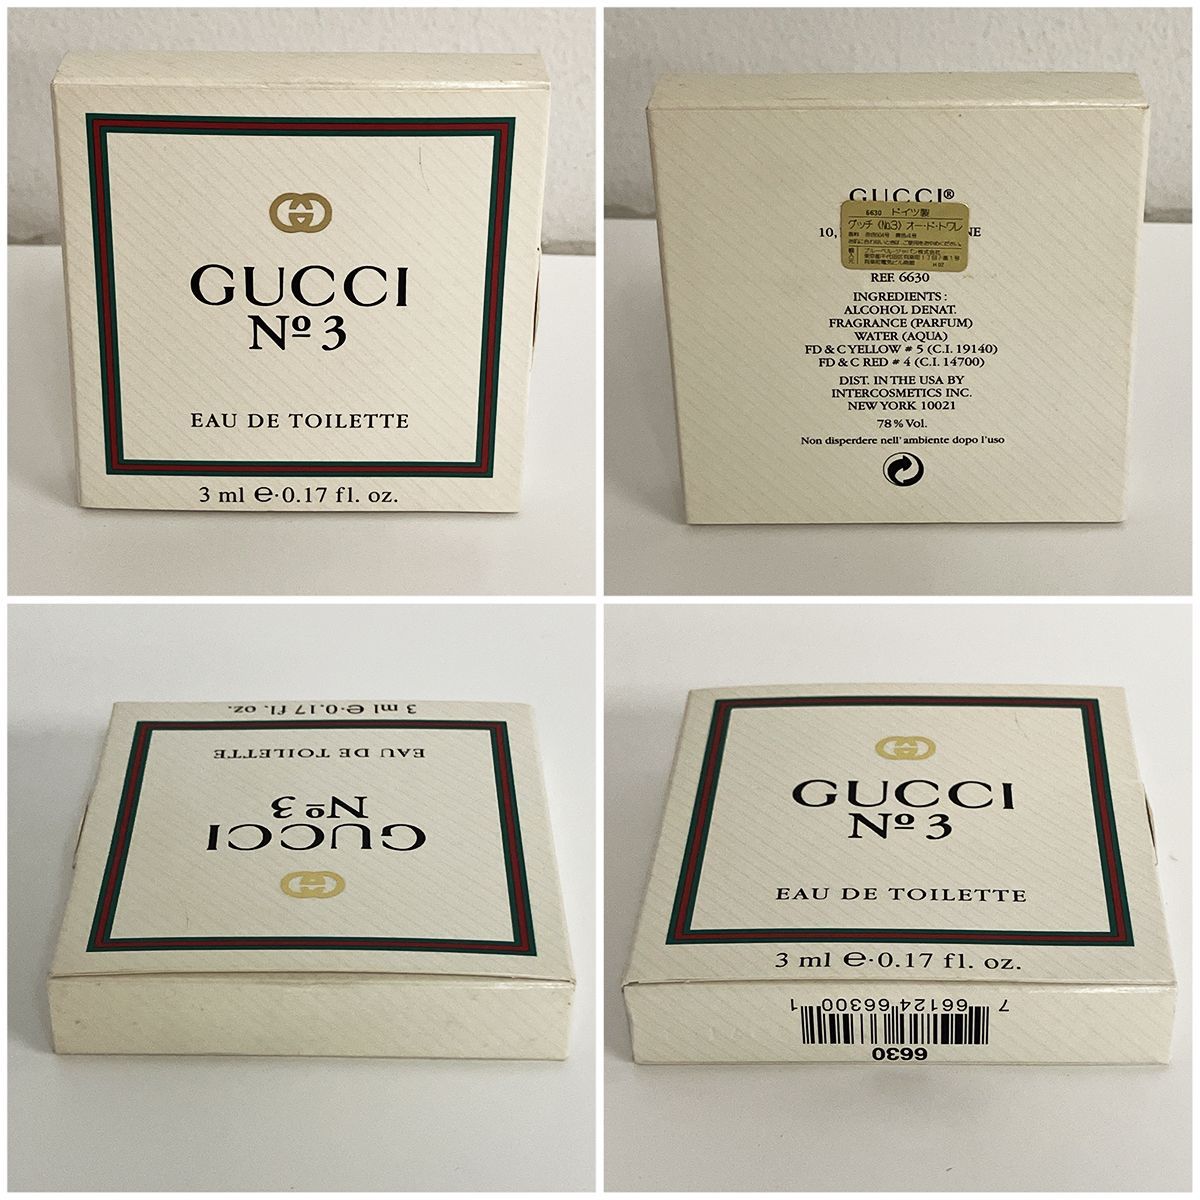 GUCCI
Nº 3
EAU DE TOILETTE
3 ml ℮·0.17 fl. oz.
GUCCI®
6630 ドイツ製
グッチ《No.3》オー・ド・トワレ
10,
NE
REF. 6630
INGREDIENTS :
ALCOHOL DENAT.
FRAGRANCE (PARFUM)
WATER (AQUA)
FD & C YELLOW # 5 (C.I. 19140)
FD & C RED # 4 (C.I. 14700)
DIST. IN THE USA BY
INTERCOSMETICS INC.
NEW YORK 10021
78% Vol.
Non disperdere nell' ambiente dopo l'uso
3 ml ℮·0.17 fl. oz.
EAU DE TOILETTE
Nº 3
GUCCI
GUCCI
Nº 3
EAU DE TOILETTE
3 ml ℮·0.17 fl. oz.
7 66124 66300 1
6630